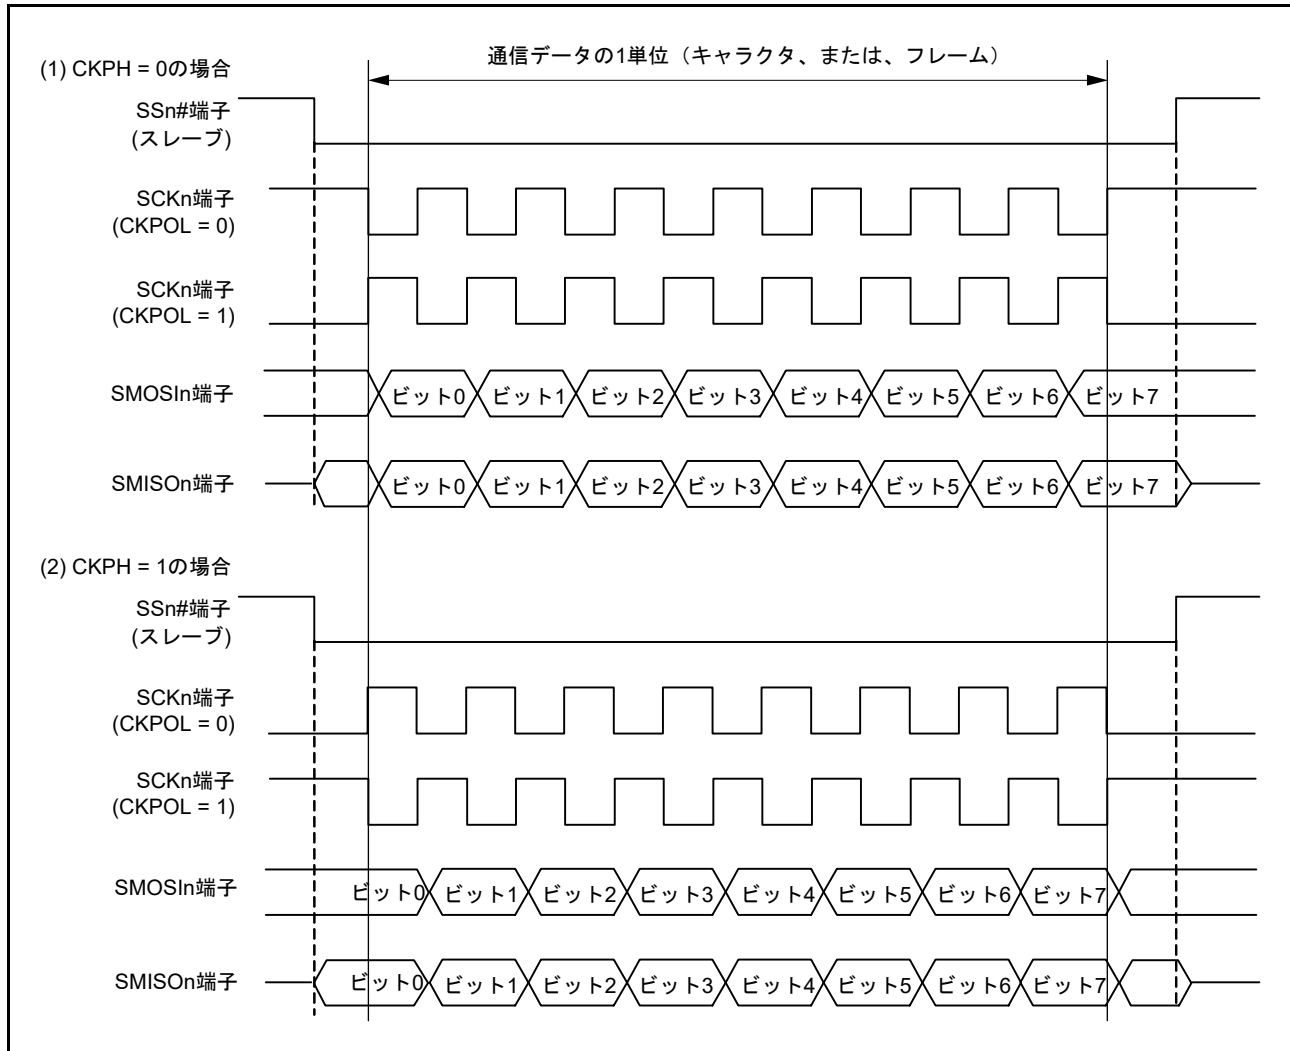 通信データの1単位（キャラクタ、または、フレーム）
(1) CKPH = 0の場合
SSn#端子
(スレーブ)
SCKn端子
(CKPOL = 0)
SCKn端子
(CKPOL = 1)
SMOSIn端子 ビット0 ビット1 ビット2 ビット3 ビット4 ビット5 ビット6 ビット7
SMISOn端子 ビット0 ビット1 ビット2 ビット3 ビット4 ビット5 ビット6 ビット7
(2) CKPH = 1の場合
SSn#端子
(スレーブ)
SCKn端子
(CKPOL = 0)
SCKn端子
(CKPOL = 1)
SMOSIn端子 ビット0 ビット1 ビット2 ビット3 ビット4 ビット5 ビット6 ビット7
SMISOn端子 ビット0 ビット1 ビット2 ビット3 ビット4 ビット5 ビット6 ビット7